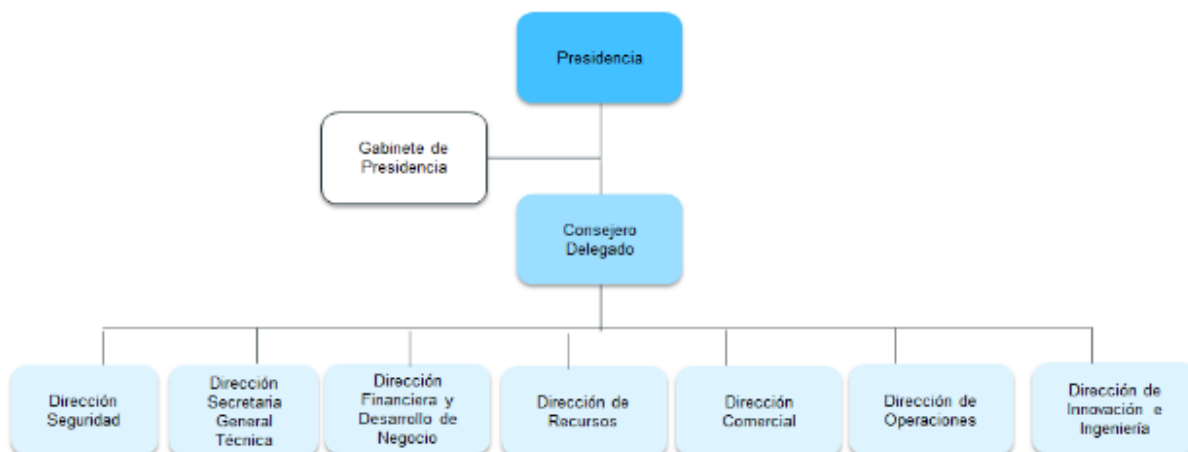 Presidencia
Gabinete de
Presidencia
Consejero
Delegado
Dirección
Seguridad
Dirección
Secretaria
General
Técnica
Dirección
Financiera y
Desarrollo de
Negocio
Dirección de
Recursos
Dirección
Comercial
Dirección de
Operaciones
Dirección de
Innovación e
Ingeniería